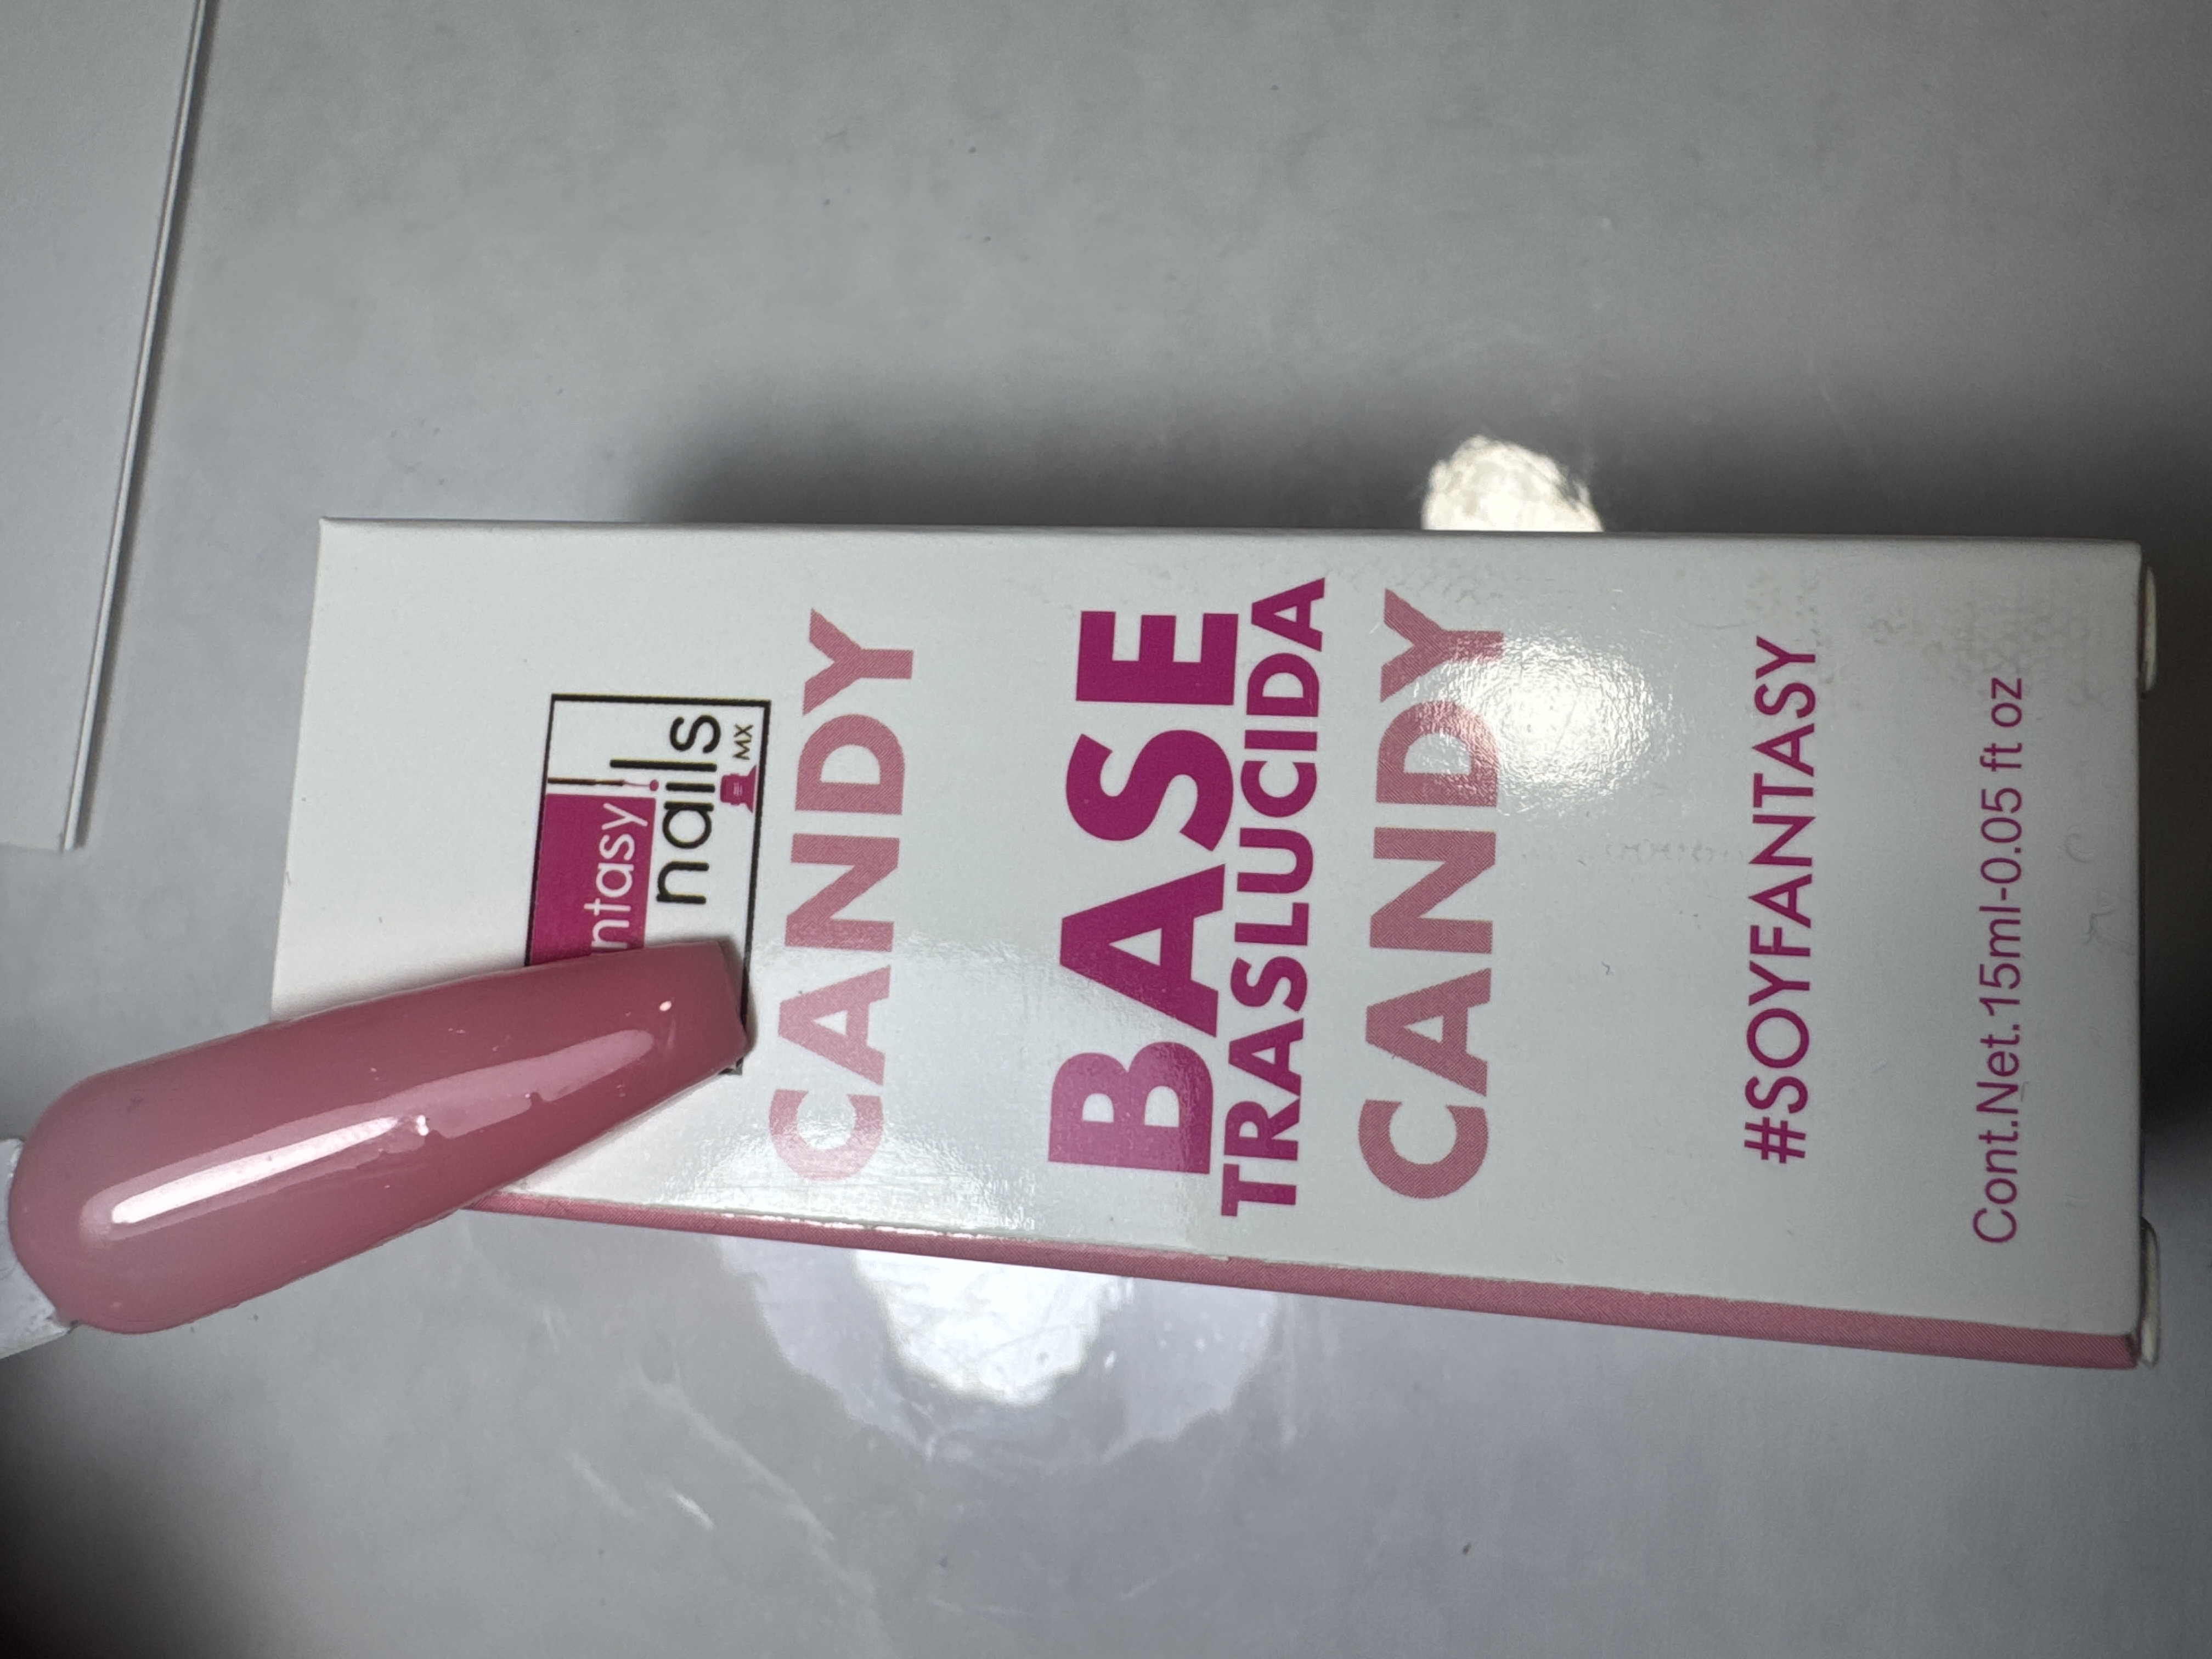 ntasy
nails
MX
CANDY
BASE
TRASLUCIDA
CANDY
#SOYFANTASY
Cont.Net.15ml-0.05 ft oz